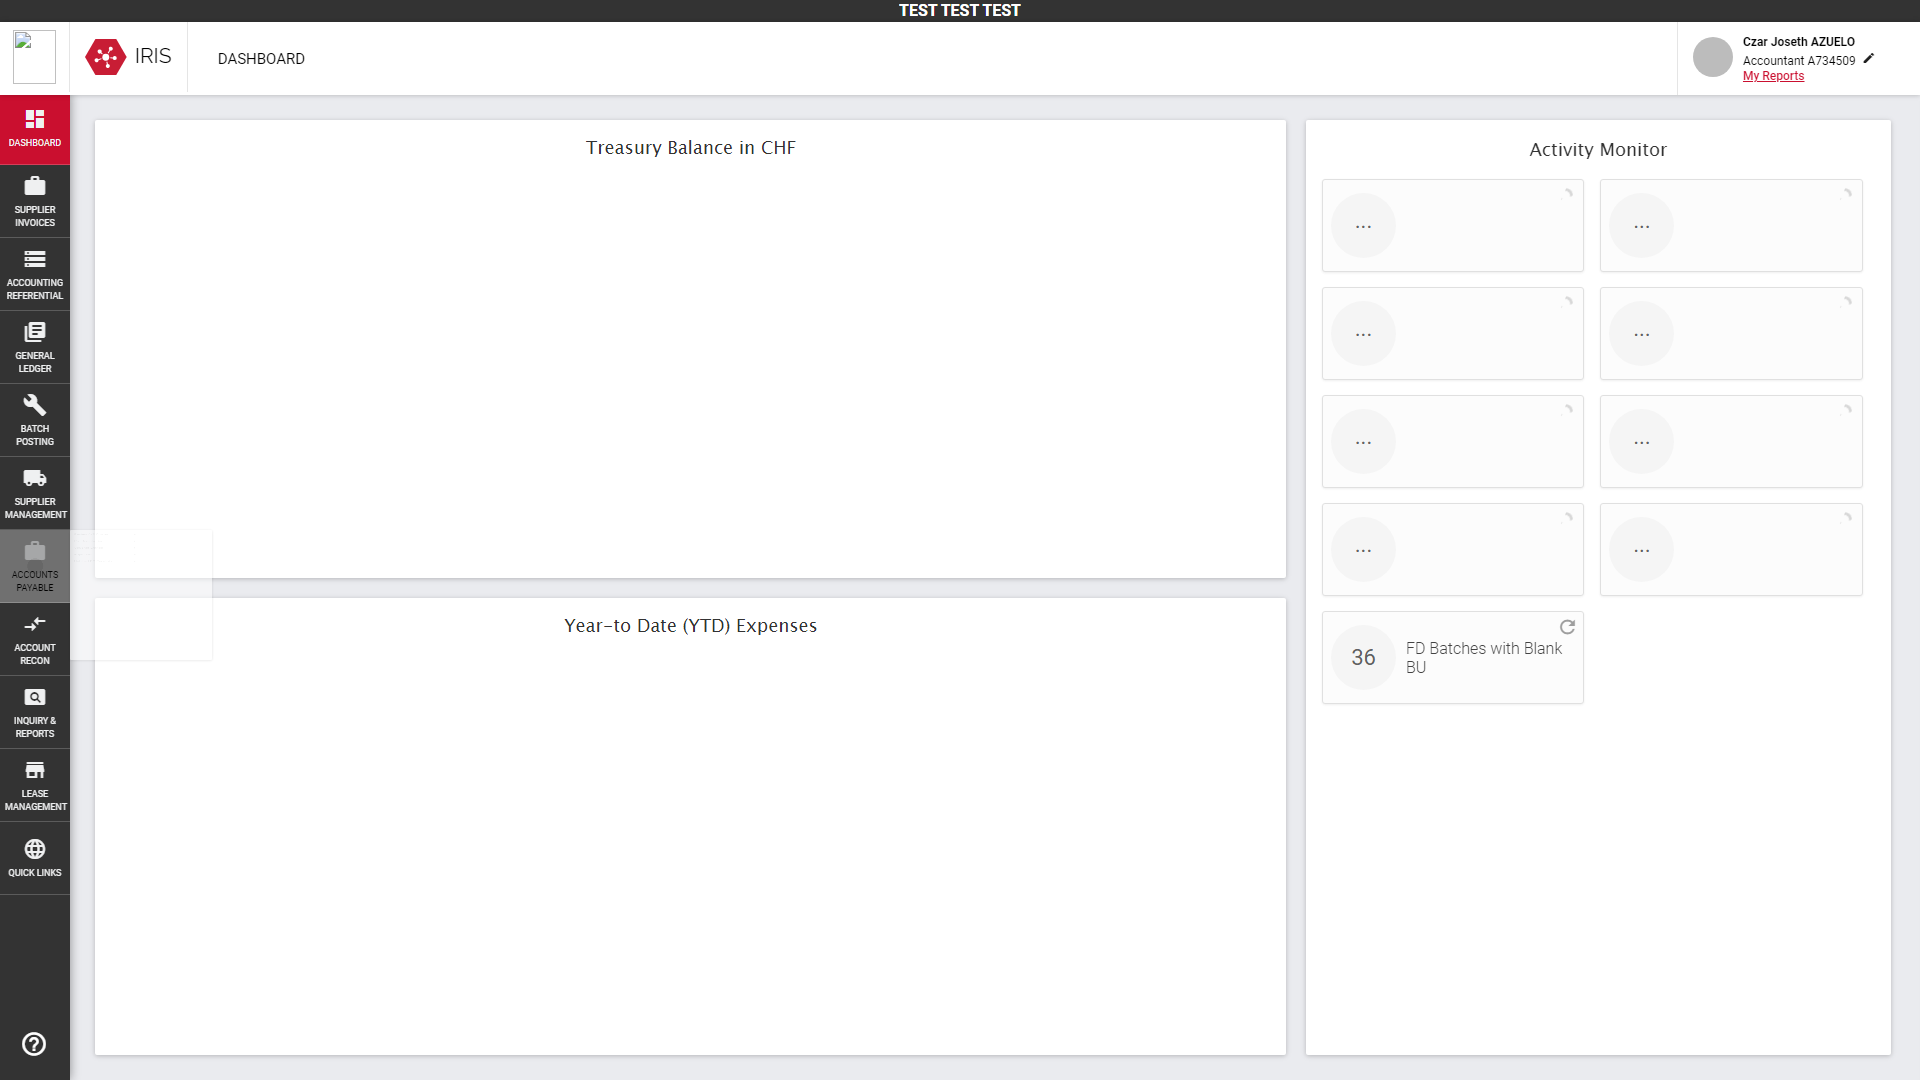 TEST TEST TEST
IRIS
DASHBOARD
Czar Joseth AZUELO
Accountant A734509
My Reports
DASHBOARD
SUPPLIER
INVOICES
ACCOUNTING
REFERENTIAL
GENERAL
LEDGER
BATCH
POSTING
SUPPLIER
MANAGEMENT
ACCOUNTS
PAYABLE
ACCOUNT
RECON
INQUIRY &
REPORTS
LEASE
MANAGEMENT
QUICK LINKS
Treasury Balance in CHF
Year-to Date (YTD) Expenses
Activity Monitor
... ...
... ...
... ...
... ...
36 FD Batches with Blank
BU